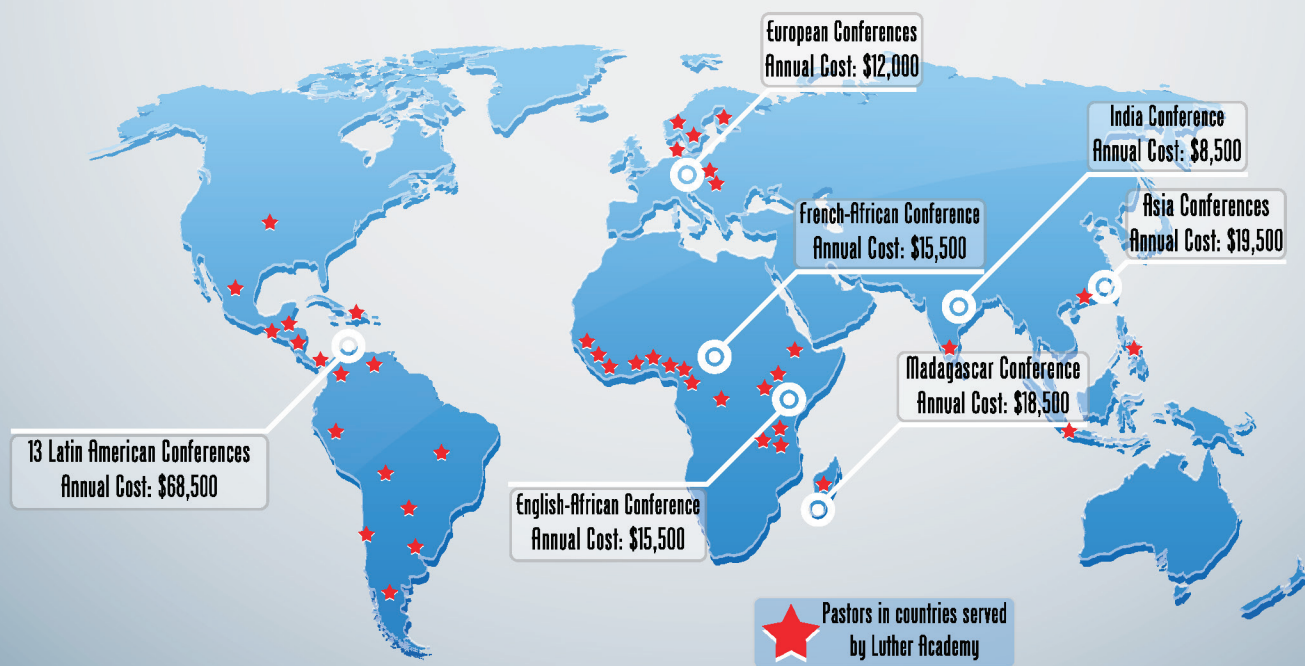 European Conferences
Annual Cost: $12,000
India Conference
Annual Cost: $8,500
Asia Conferences
Annual Cost: $19,500
French-African Conference
Annual Cost: $15,500
Madagascar Conference
Annual Cost: $18,500
13 Latin American Conferences
Annual Cost: $68,500
English-African Conference
Annual Cost: $15,500
Pastors in countries served
by Luther Academy